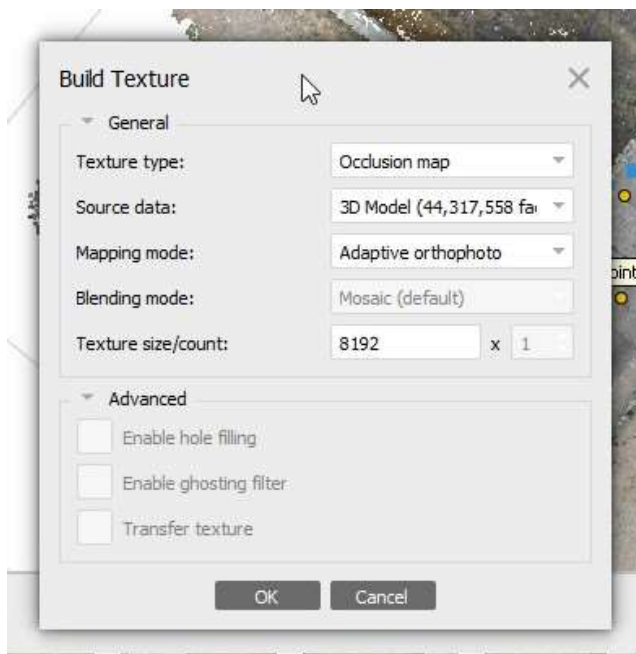 Build Texture
General
Texture type: Occlusion map
Source data: 3D Model (44,317,558 fa
Mapping mode: Adaptive orthophoto
Blending mode: Mosaic (default)
Texture size/count: 8192 x 1
Advanced
Enable hole filling
Enable ghosting filter
Transfer texture
OK Cancel